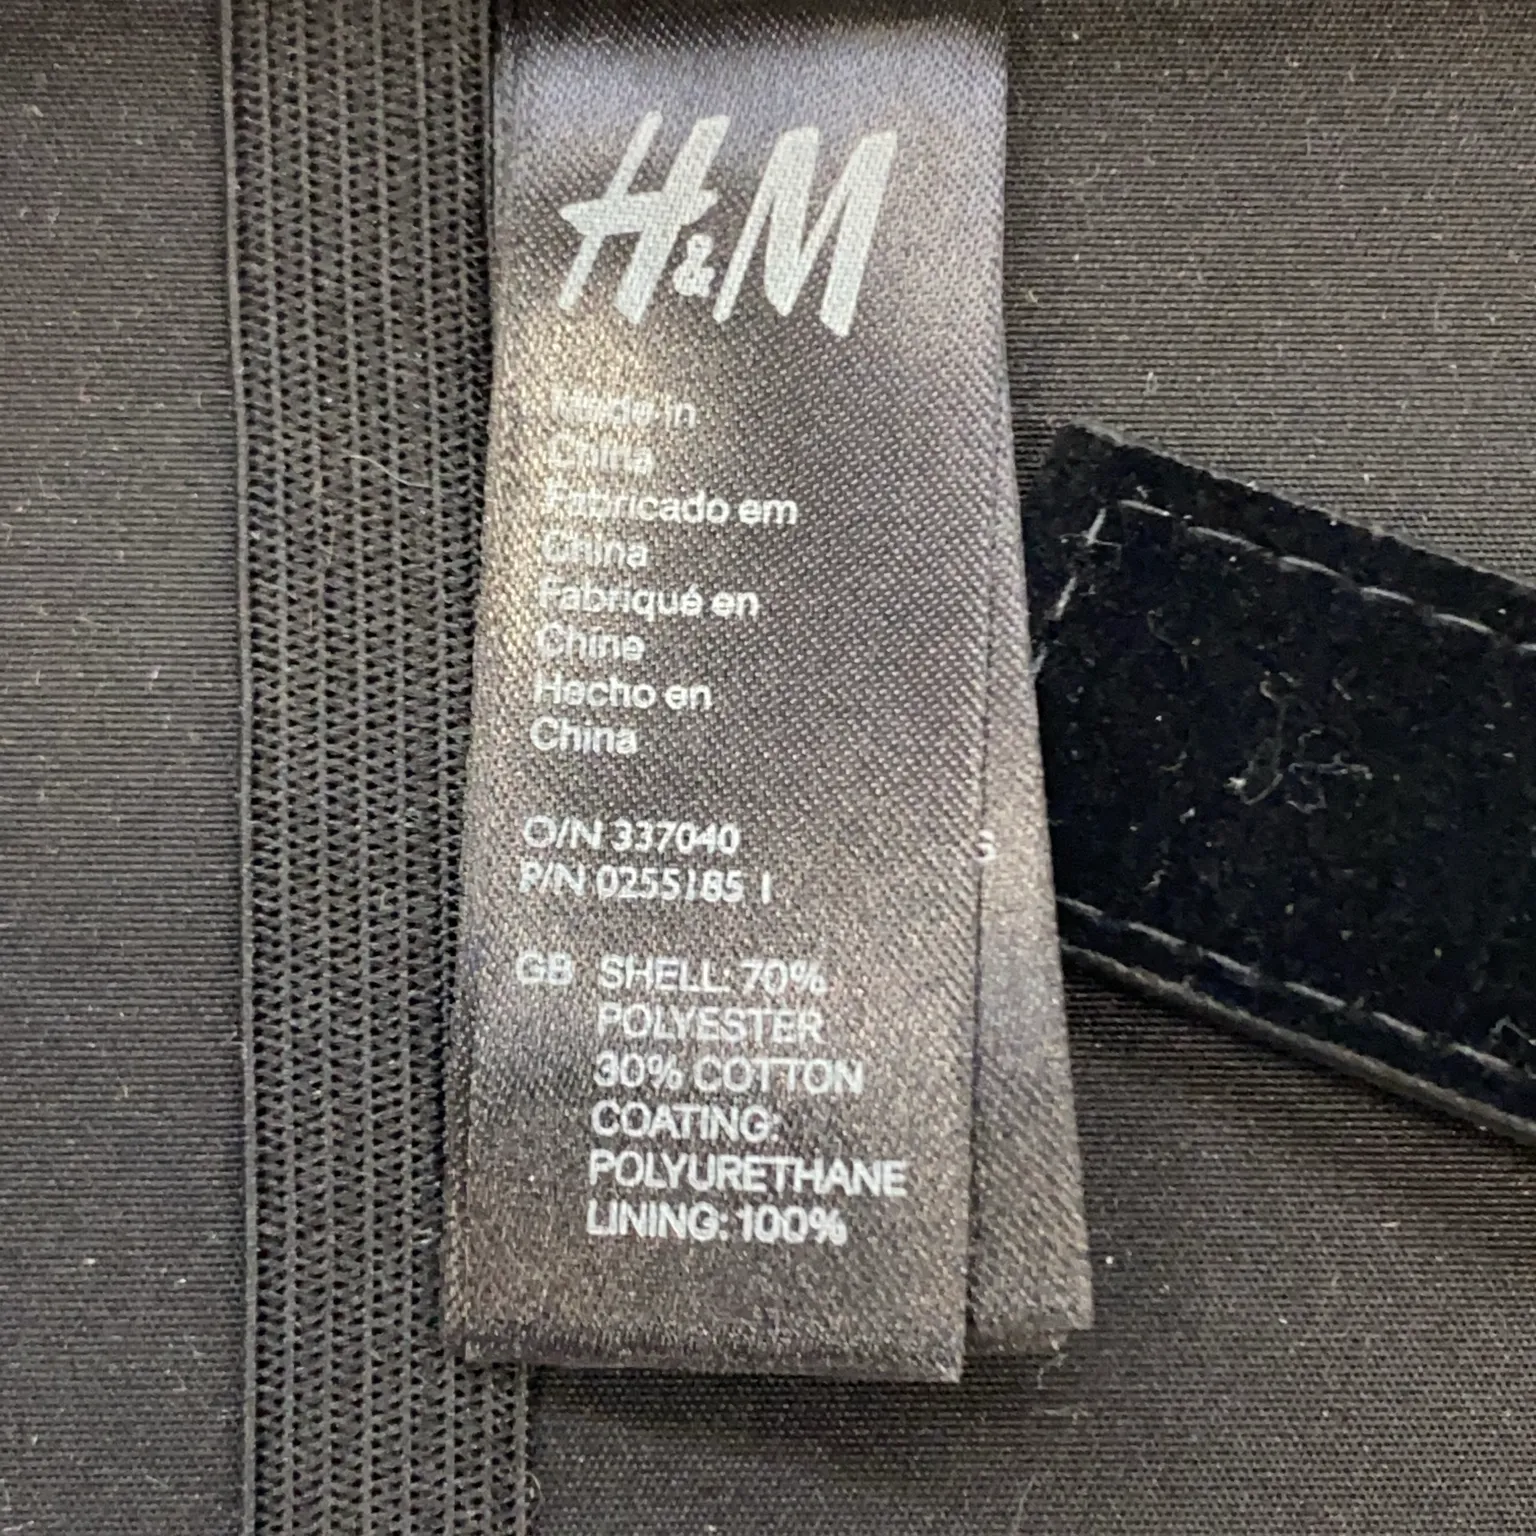 H&M
Made in
China
Fabricado em
China
Fabriqué en
Chine
Hecho en
China
O/N 337040
P/N 0255185 1
GB SHELL: 70%
POLYESTER
30% COTTON
COATING:
POLYURETHANE
LINING: 100%
S